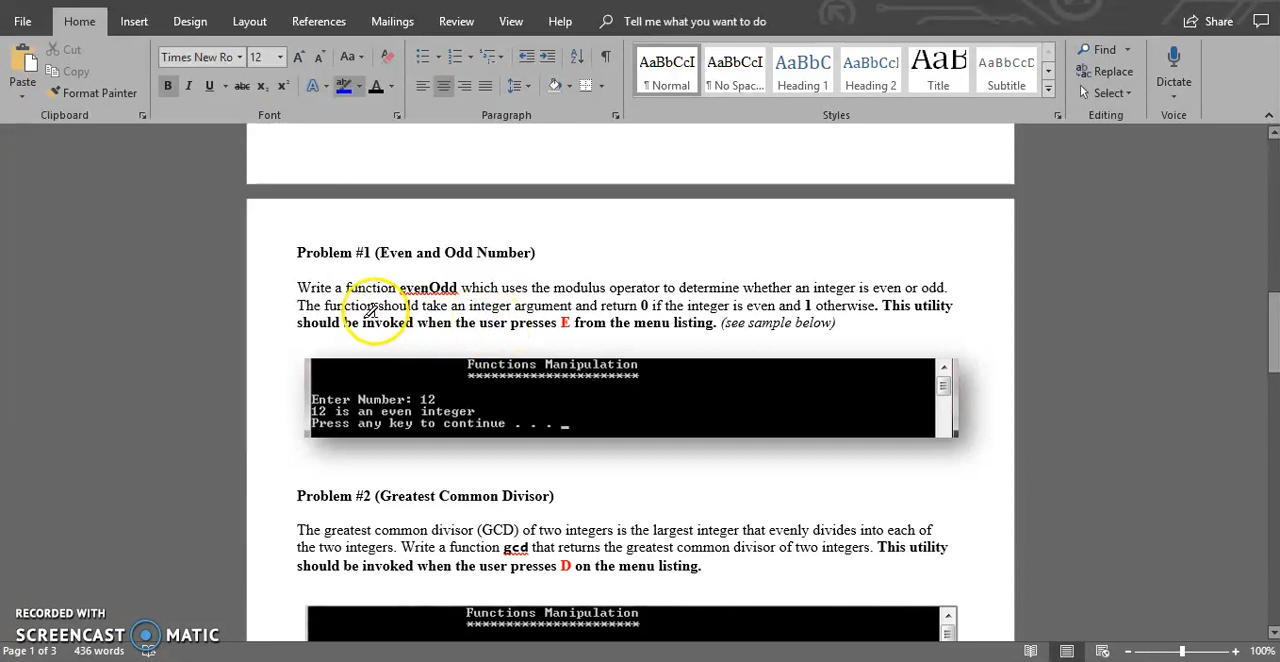 File Home Insert Design Layout References Mailings Review View Help Tell me what you want to do Share
Cut
Copy
Paste Format Painter
Times New Ro 12 Aa
B I U abc x₂ x² A A
AaBbCcI AaBbCcI AaBbC AaBbCcl AaBb( AaBbCcD
¶ Normal ¶ No Spac... Heading 1 Heading 2 Title Subtitle
Find
Replace
Select
Dictate
Clipboard Font Paragraph Styles Editing Voice
Problem #1 (Even and Odd Number)
Write a function evenOdd which uses the modulus operator to determine whether an integer is even or odd.
The function should take an integer argument and return 0 if the integer is even and 1 otherwise. This utility
should be invoked when the user presses E from the menu listing. (see sample below)
Functions Manipulation
**********************
Enter Number: 12
12 is an even integer
Press any key to continue . . . _
Problem #2 (Greatest Common Divisor)
The greatest common divisor (GCD) of two integers is the largest integer that evenly divides into each of
the two integers. Write a function gcd that returns the greatest common divisor of two integers. This utility
should be invoked when the user presses D on the menu listing.
Functions Manipulation
**********************
RECORDED WITH
SCREENCAST MATIC
Page 1 of 3 436 words 100%